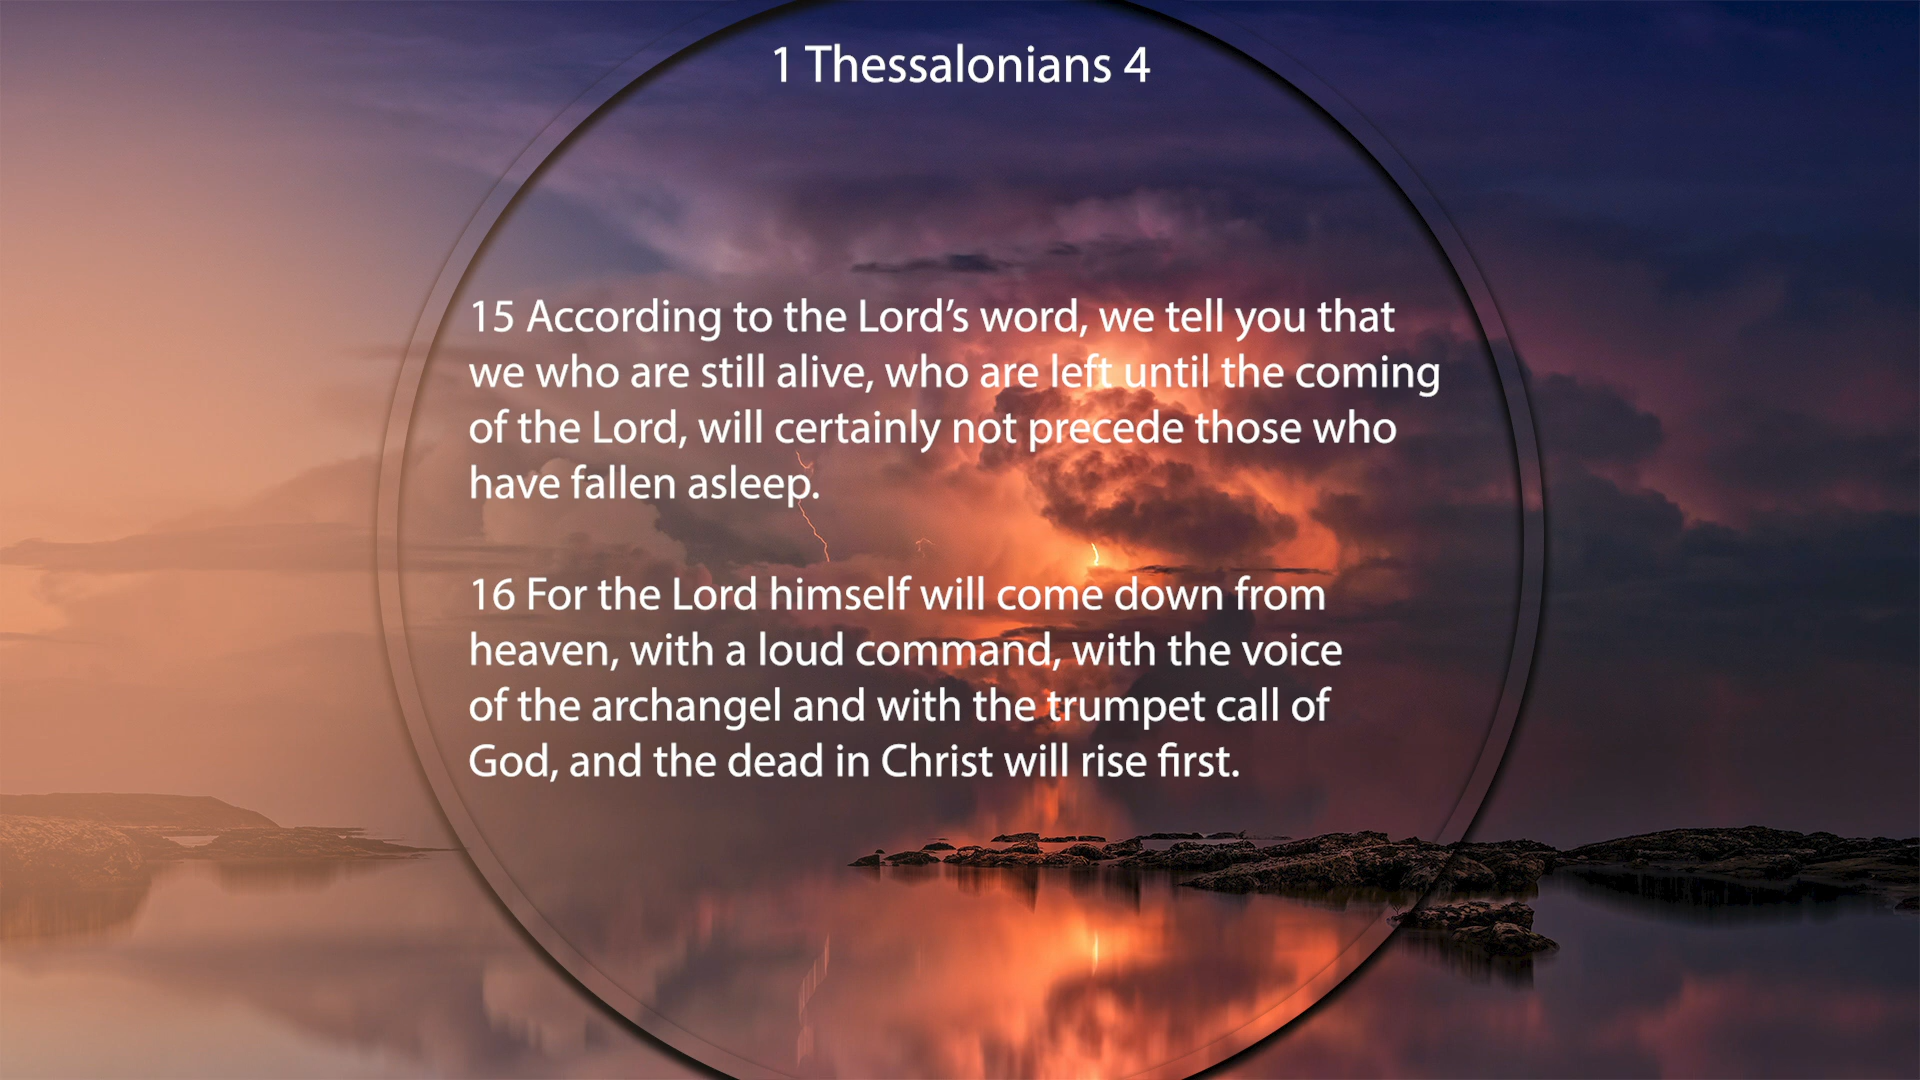 1 Thessalonians 4
15 According to the Lord’s word, we tell you that
we who are still alive, who are left until the coming
of the Lord, will certainly not precede those who
have fallen asleep.
16 For the Lord himself will come down from
heaven, with a loud command, with the voice
of the archangel and with the trumpet call of
God, and the dead in Christ will rise first.